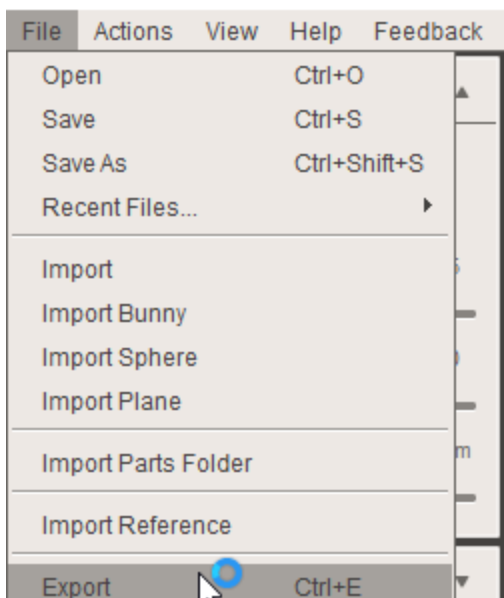 File Actions View Help Feedback
Open Ctrl+O
Save Ctrl+S
Save As Ctrl+Shift+S
Recent Files...
Import
Import Bunny
Import Sphere
Import Plane
m
Import Parts Folder
Import Reference
Export Ctrl+E